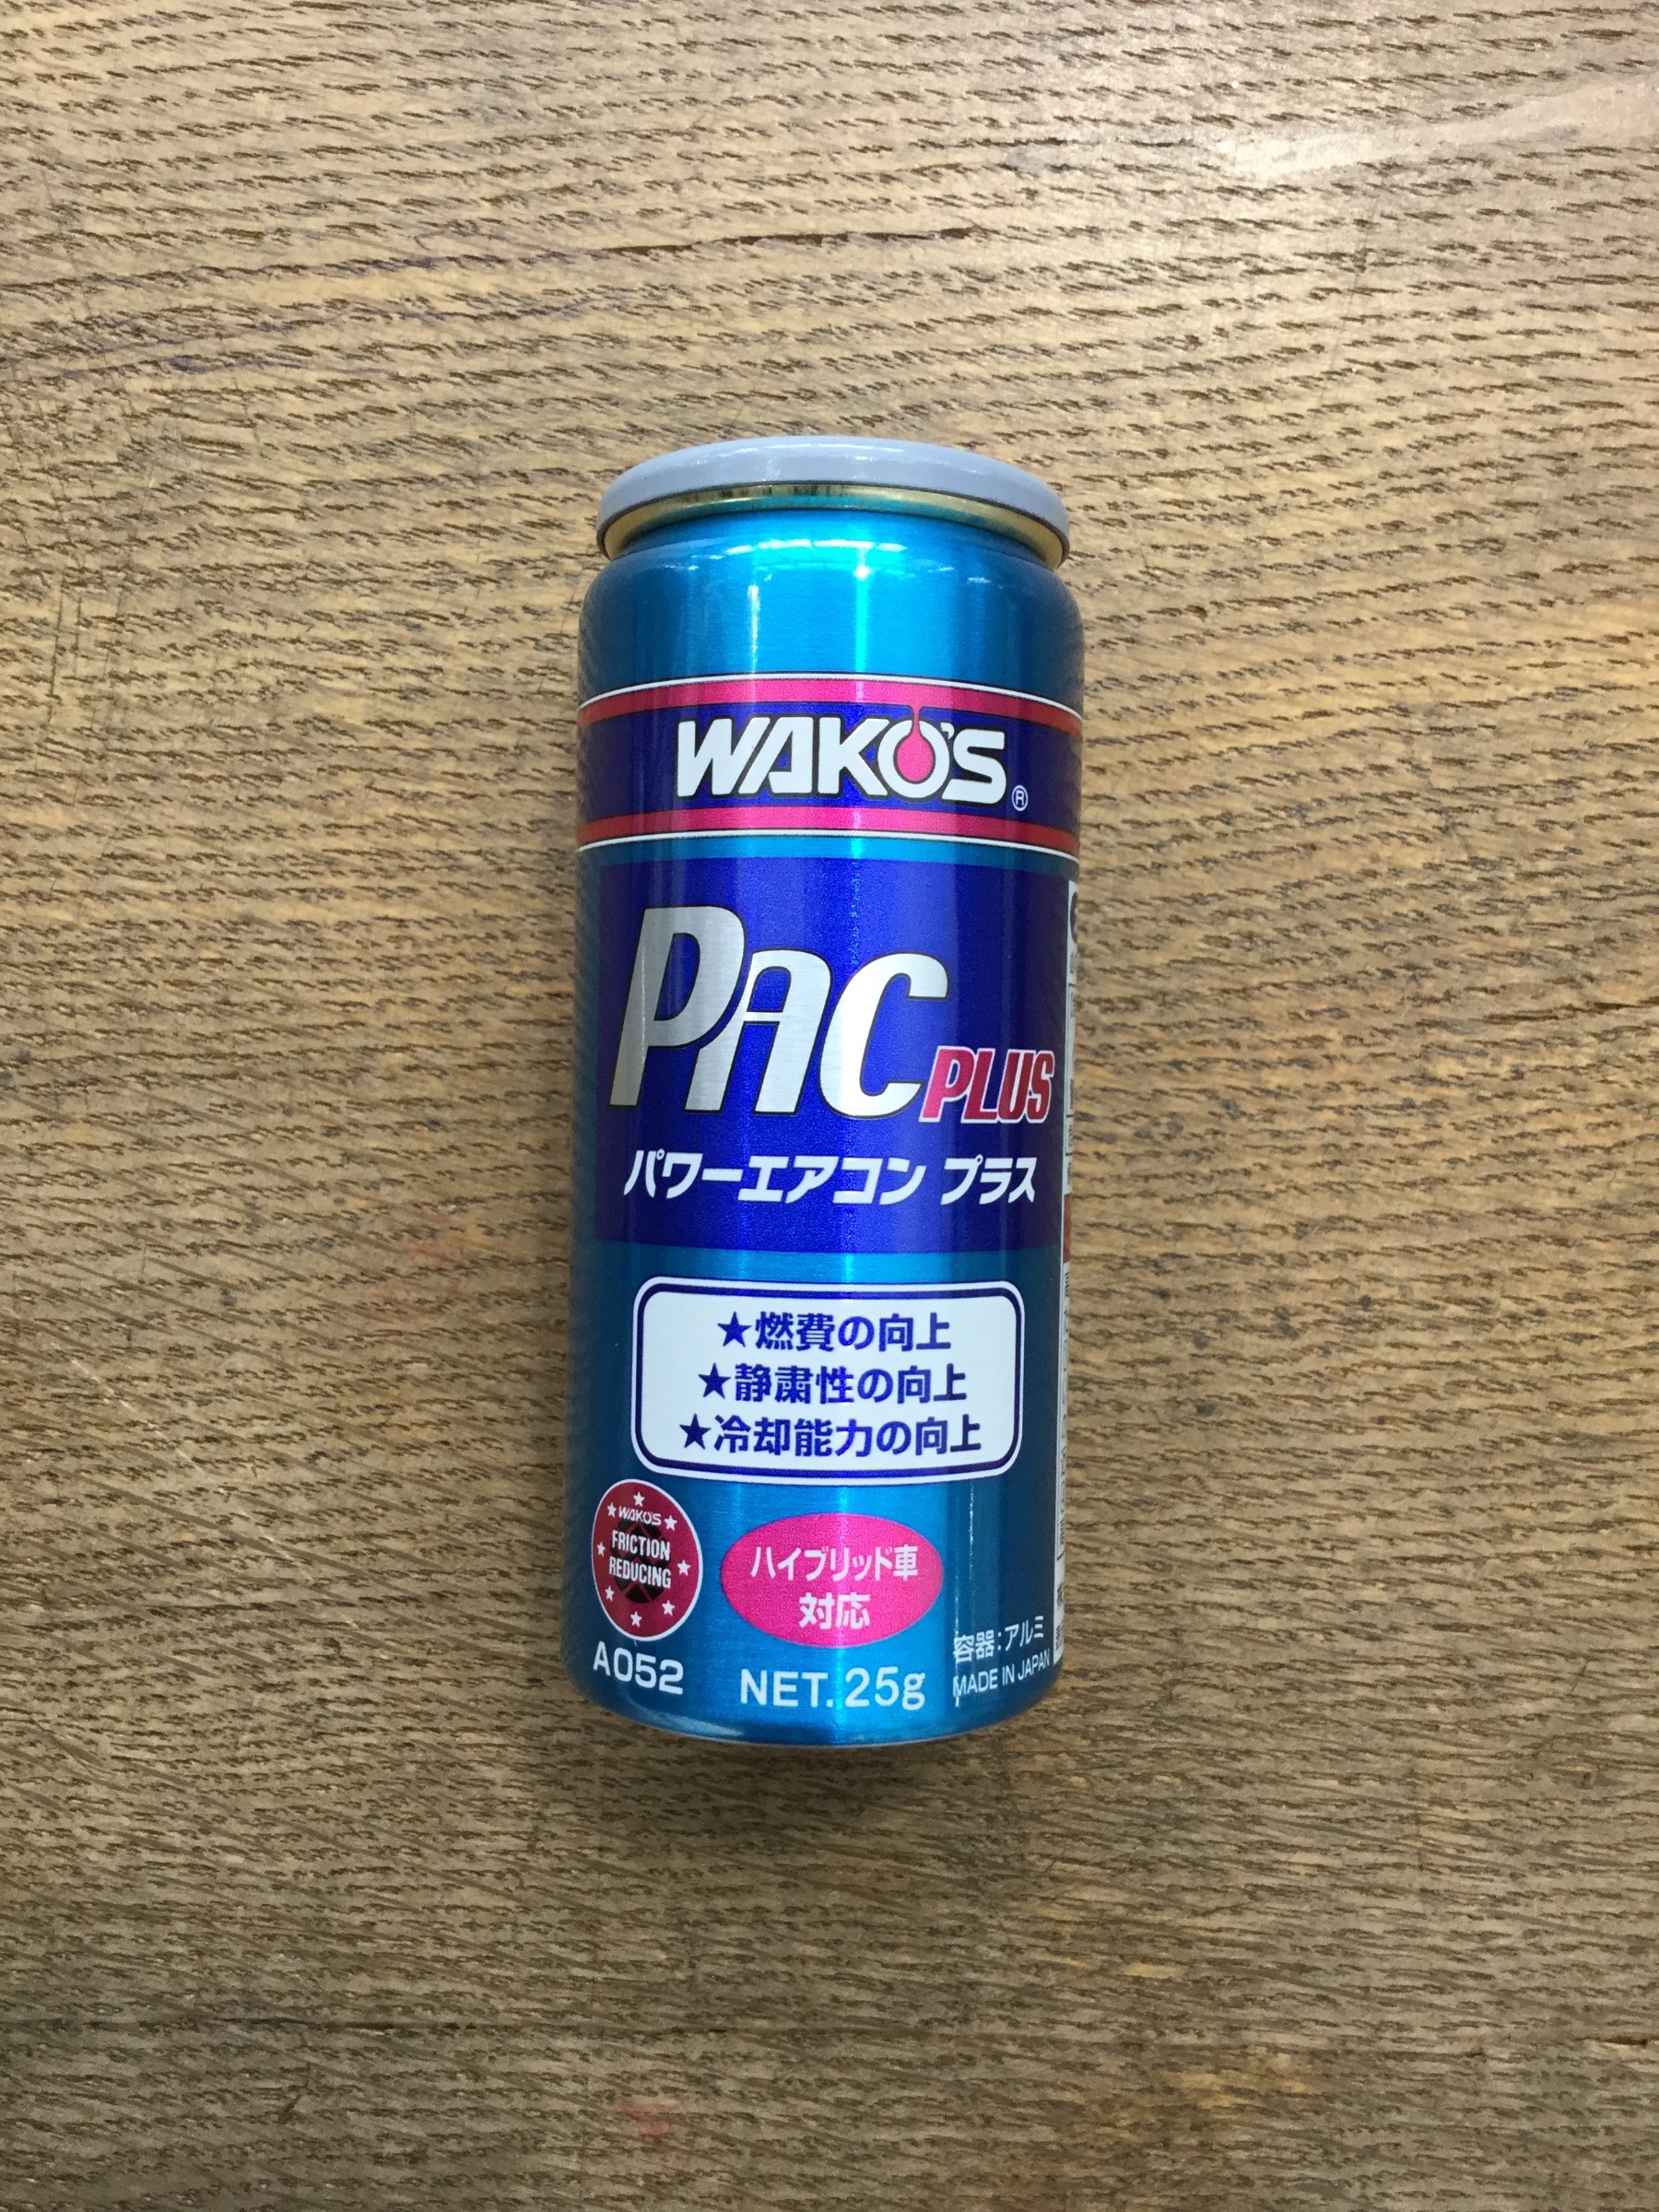 WAKO'S®
PAC PLUS
パワーエアコン プラス
★燃費の向上
★静粛性の向上
★冷却能力の向上
WAKO'S
FRICTION
REDUCING
ハイブリッド車
対応
A052
NET. 25g
容器:アルミ
MADE IN JAPAN